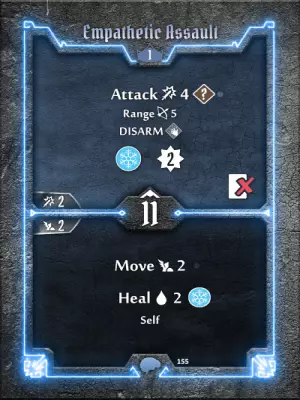 Empathetic Assault
1
Attack 4 ?
Range 5
DISARM
2
2
11
2
Move 2
Heal 2
Self
155